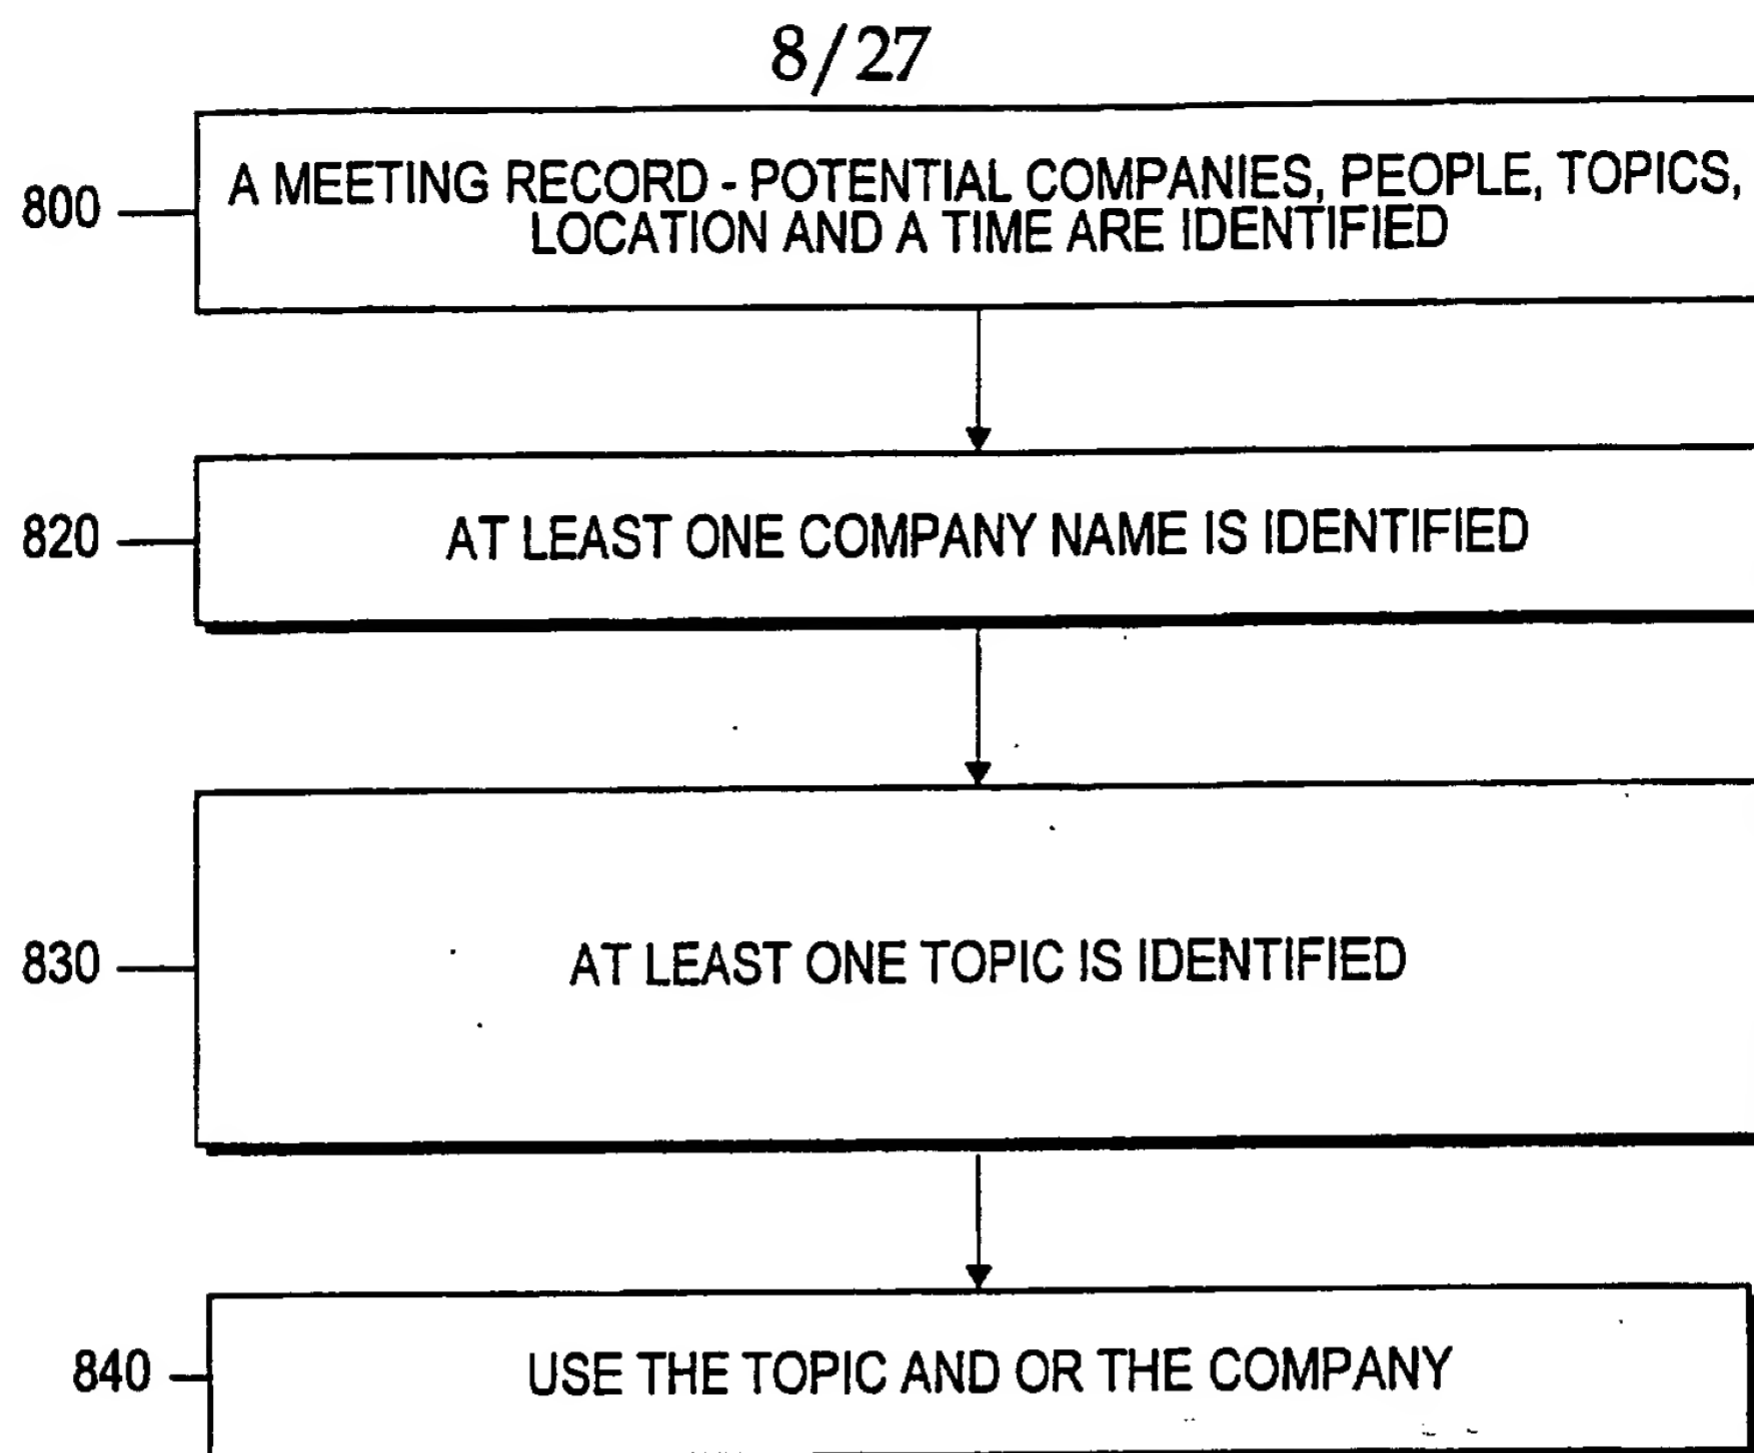 8/27
800
A MEETING RECORD - POTENTIAL COMPANIES, PEOPLE, TOPICS,
LOCATION AND A TIME ARE IDENTIFIED
820
AT LEAST ONE COMPANY NAME IS IDENTIFIED
830
AT LEAST ONE TOPIC IS IDENTIFIED
840
USE THE TOPIC AND OR THE COMPANY